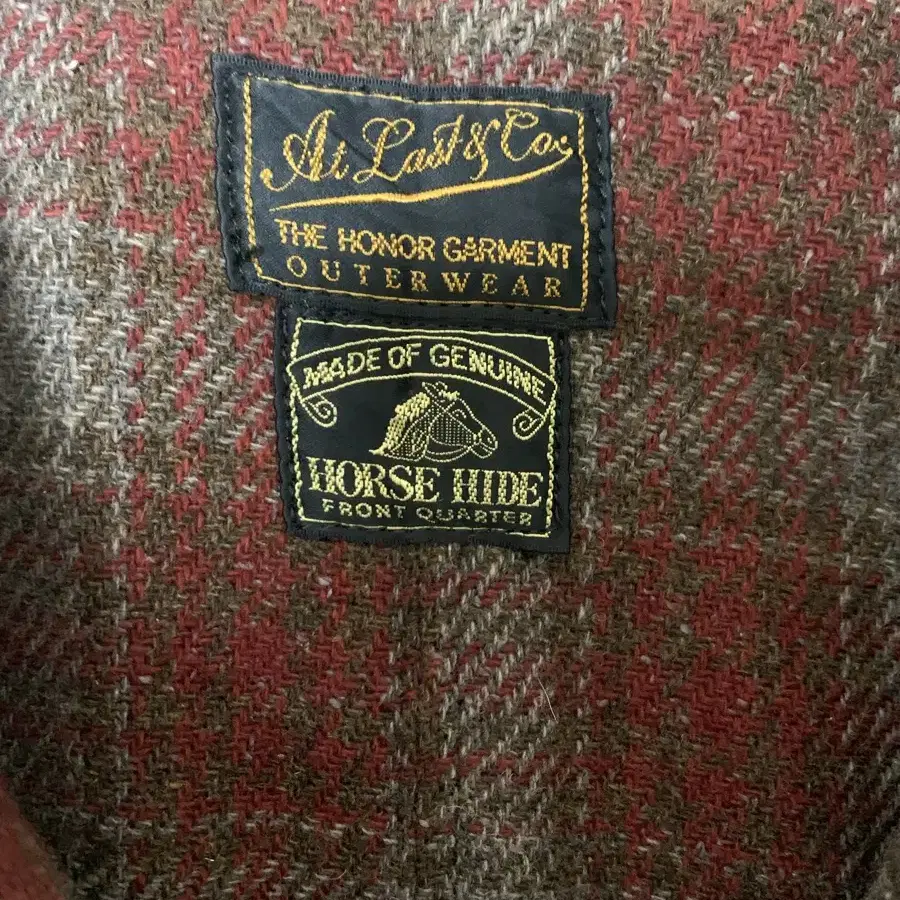 At Last & Co.
THE HONOR GARMENT
OUTERWEAR
MADE OF GENUINE
HORSE HIDE
FRONT QUARTER